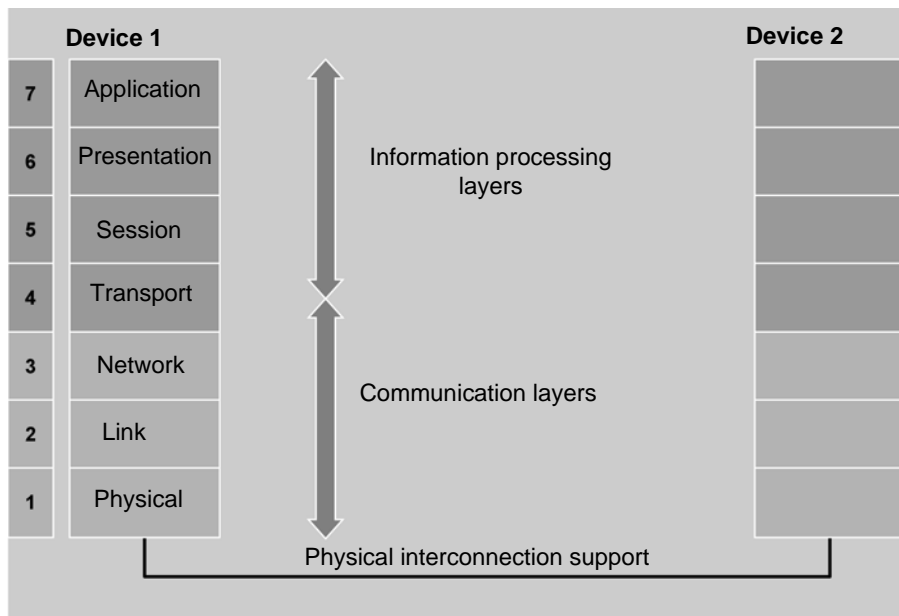 Device 1
Device 2
7
Application
6
Presentation
5
Session
4
Transport
3
Network
2
Link
1
Physical
Information processing
layers
Communication layers
Physical interconnection support